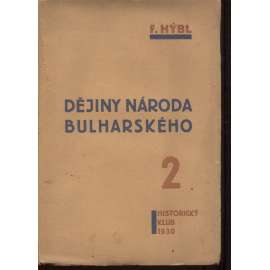 F. HÝBL
DĚJINY NÁRODA
BULHARSKÉHO
2
HISTORICKÝ
KLUB
1930